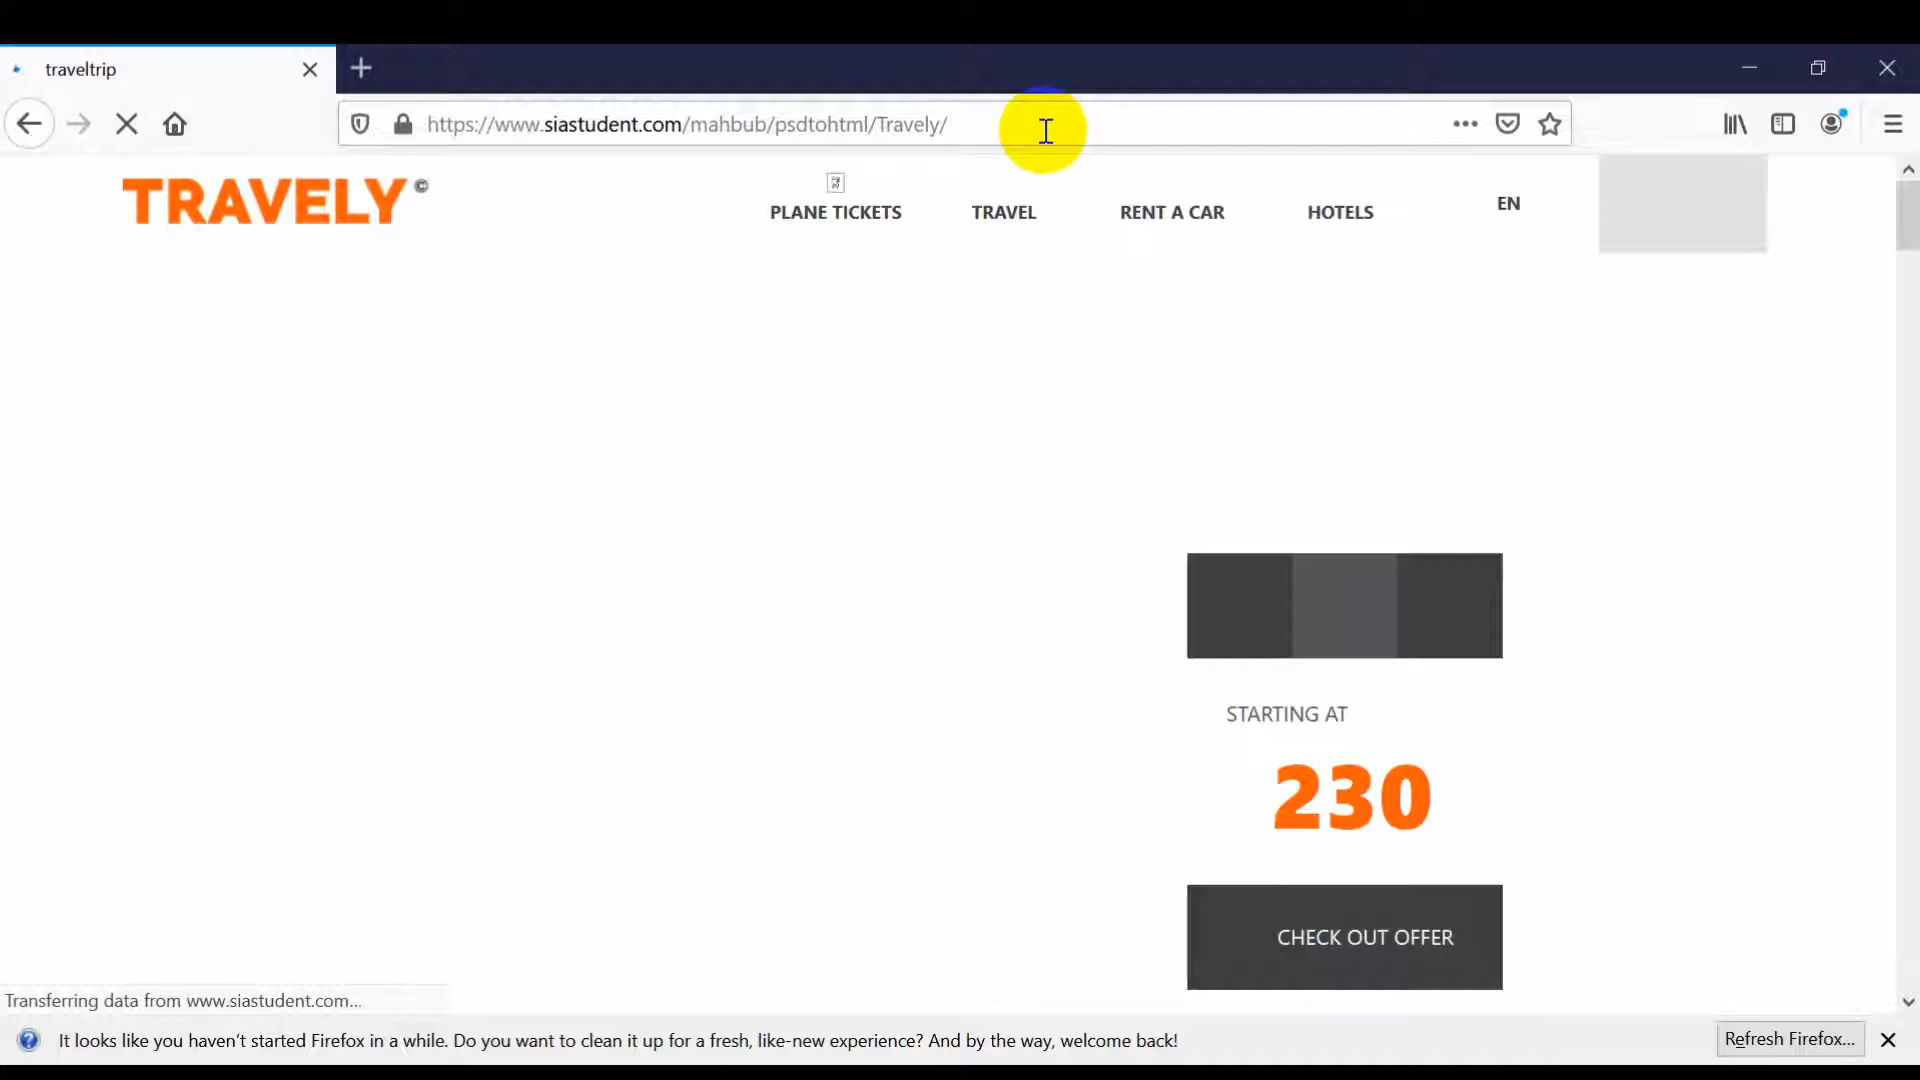 traveltrip
https://www.siastudent.com/mahbub/psdtohtml/Travely/
TRAVELY©
PLANE TICKETS
TRAVEL
RENT A CAR
HOTELS
EN
STARTING AT
230
CHECK OUT OFFER
Transferring data from www.siastudent.com...
It looks like you haven't started Firefox in a while. Do you want to clean it up for a fresh, like-new experience? And by the way, welcome back!
Refresh Firefox...